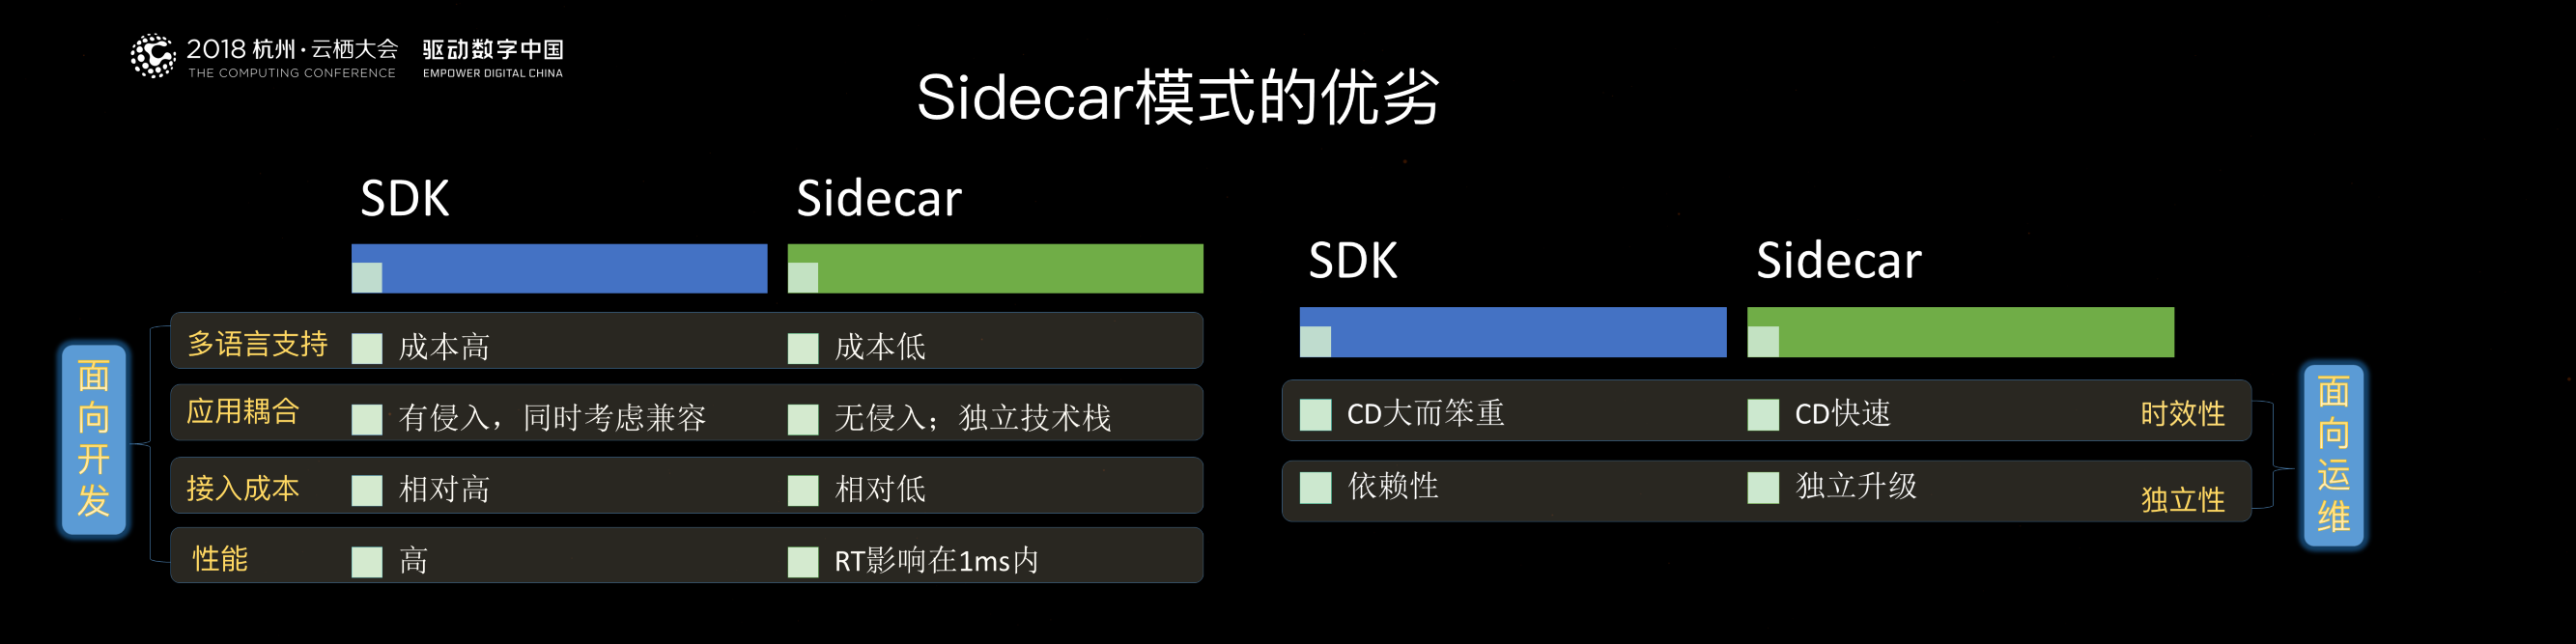 2018 杭州·云栖大会 驱动数字中国
THE COMPUTING CONFERENCE EMPOWER DIGITAL CHINA
Sidecar模式的优劣
SDK Sidecar
面向开发
多语言支持 成本高 成本低
应用耦合 有侵入，同时考虑兼容 无侵入；独立技术栈
接入成本 相对高 相对低
性能 高 RT影响在1ms内
SDK Sidecar
CD大而笨重 CD快速 时效性
依赖性 独立升级 独立性
面向运维